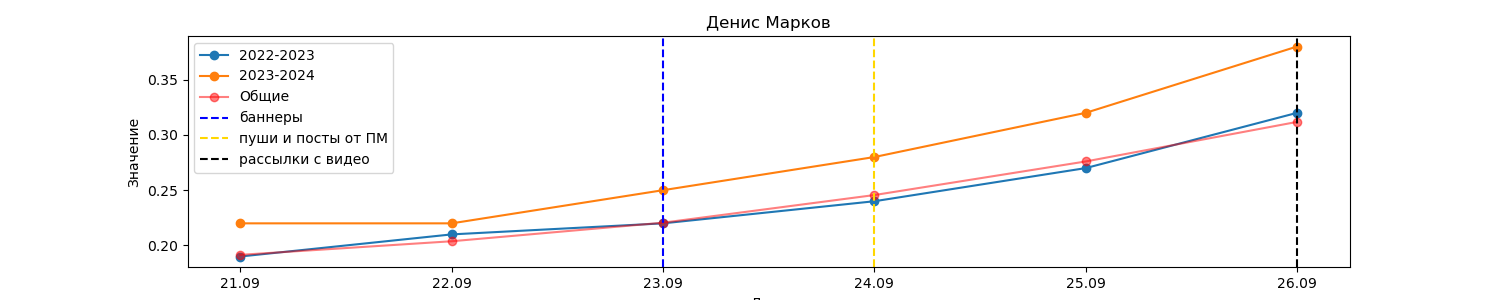 Денис Марков
2022-2023
2023-2024
Общие
баннеры
пуши и посты от ПМ
рассылки с видео
Значение
0.35
0.30
0.25
0.20
21.09 22.09 23.09 24.09 25.09 26.09